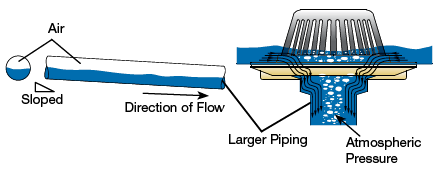 Air
Sloped
Direction of Flow
Larger Piping
Atmospheric
Pressure